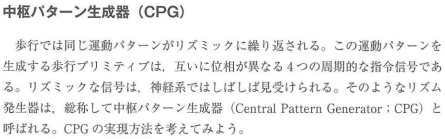 中枢パターン生成器（CPG）
歩行では同じ運動パターンがリズミックに繰り返される。この運動パターンを
生成する歩行プリミティブは，互いに位相が異なる4つの周期的な指令信号であ
る。リズミックな信号は，神経系ではしばしば見受けられる。そのようなリズム
発生器は，総称して中枢パターン生成器（Central Pattern Generator；CPG）と
呼ばれる。CPGの実現方法を考えてみよう。